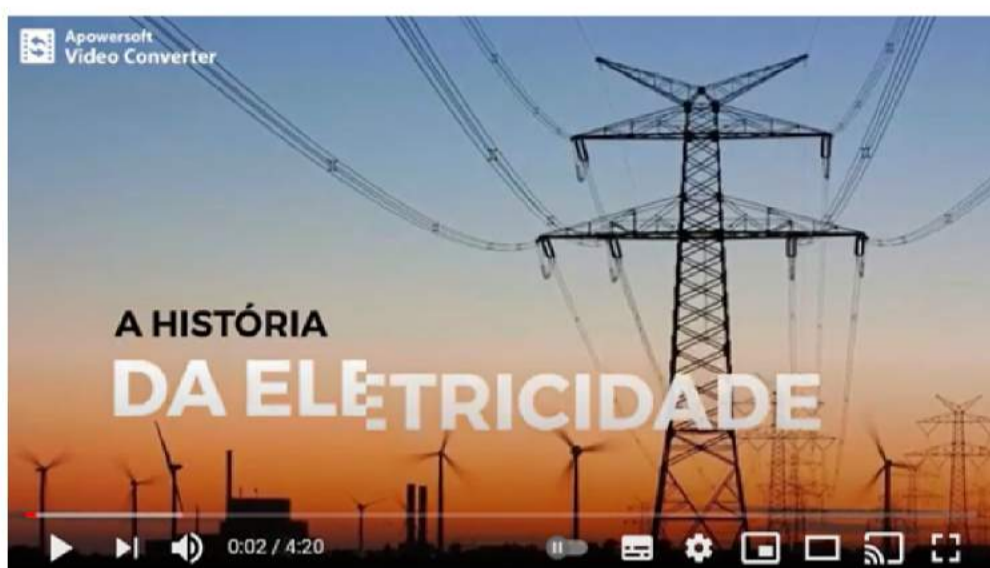 Apowersoft
Video Converter
A HISTÓRIA
DA ELETRICIDADE
0:02 / 4:20